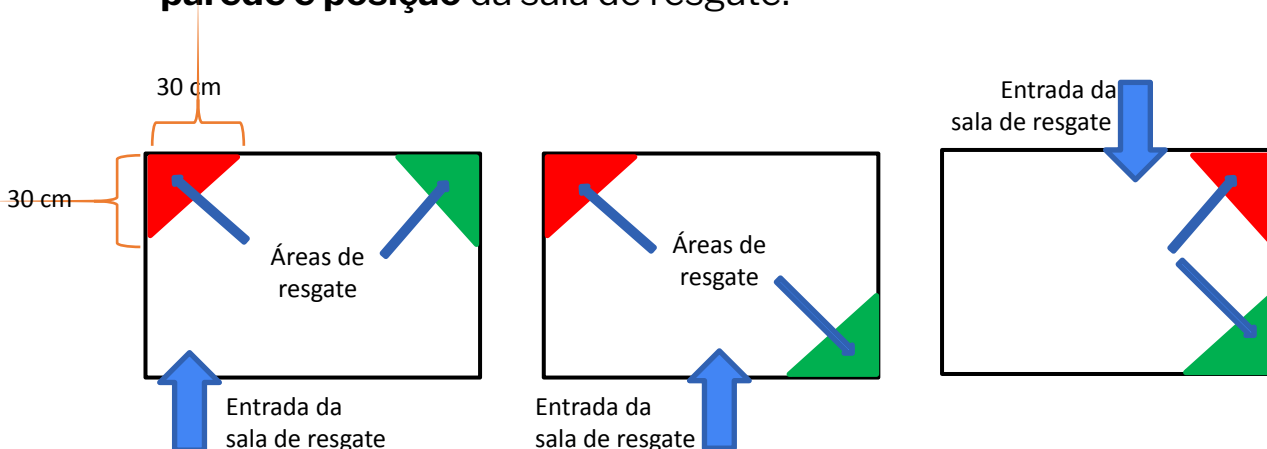 parede e posição da sala de resgate.
30 cm
30 cm
Áreas de
resgate
Entrada da
sala de resgate
Áreas de
resgate
Entrada da
sala de resgate
Entrada da
sala de resgate